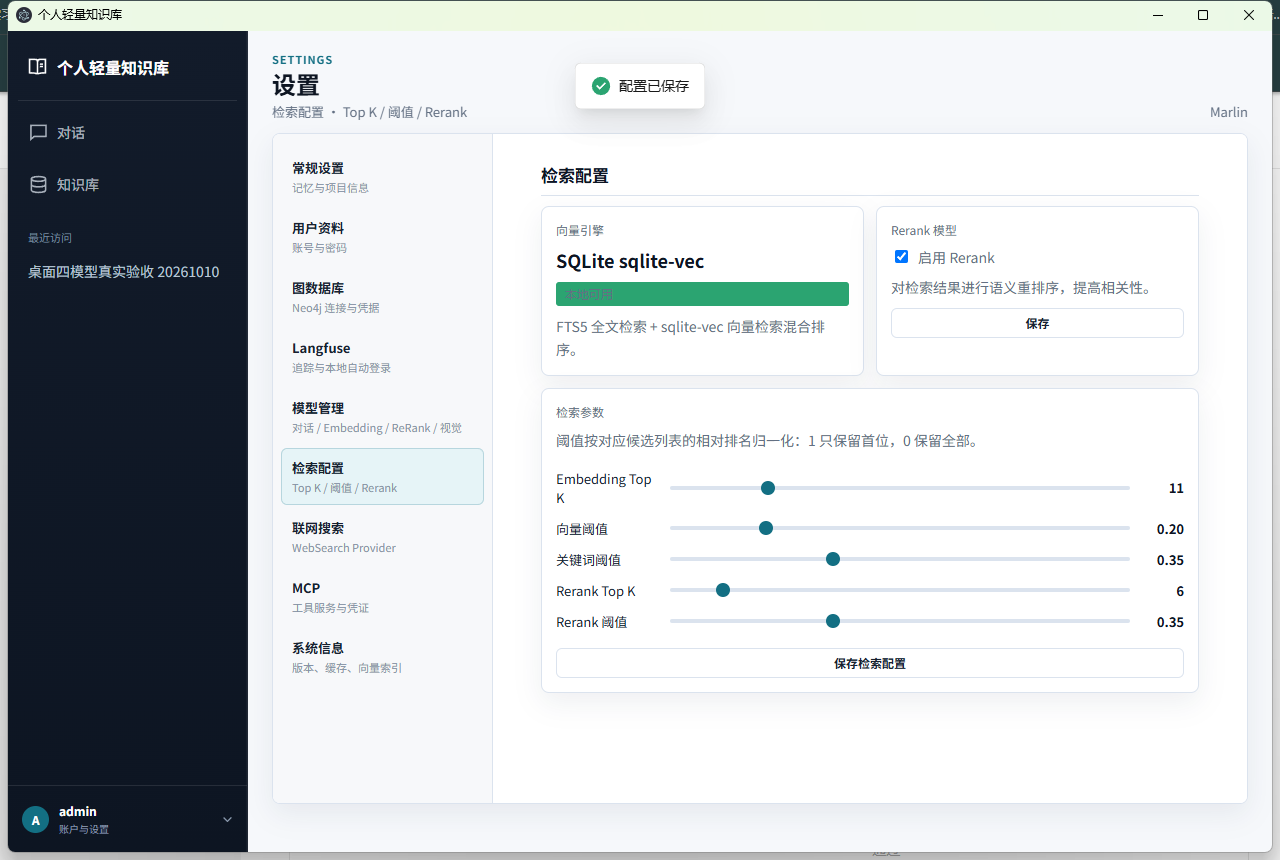 个人轻量知识库
个人轻量知识库
对话
知识库
最近访问
桌面四模型真实验收 20261010
A
admin
账户与设置
SETTINGS
设置
检索配置 · Top K / 阈值 / Rerank
配置已保存
Marlin
常规设置
记忆与项目信息
用户资料
账号与密码
图数据库
Neo4j 连接与凭据
Langfuse
追踪与本地自动登录
模型管理
对话 / Embedding / ReRank / 视觉
检索配置
Top K / 阈值 / Rerank
联网搜索
WebSearch Provider
MCP
工具服务与凭证
系统信息
版本、缓存、向量索引
检索配置
向量引擎
SQLite sqlite-vec
本地可用
FTS5 全文检索 + sqlite-vec 向量检索混合排
序。
Rerank 模型
启用 Rerank
对检索结果进行语义重排序，提高相关性。
保存
检索参数
阈值按对应候选列表的相对排名归一化：1 只保留首位，0 保留全部。
Embedding Top
K
11
向量阈值
0.20
关键词阈值
0.35
Rerank Top K
6
Rerank 阈值
0.35
保存检索配置